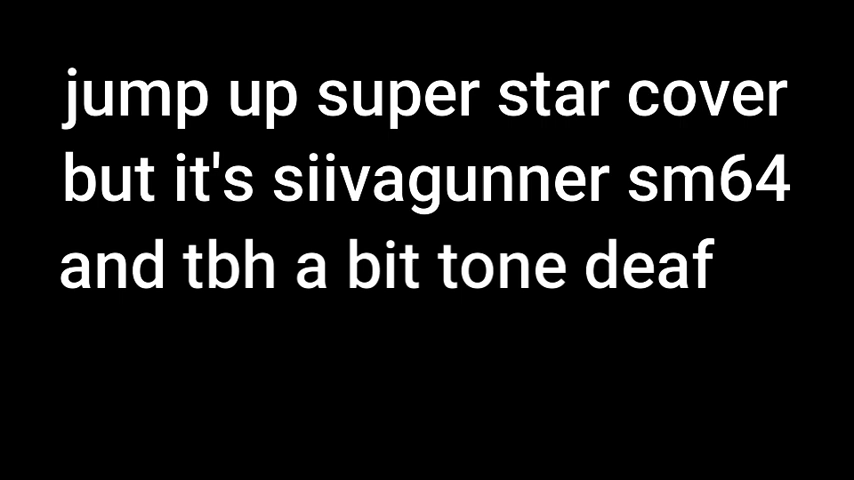 jump up super star cover
but it's siivagunner sm64
and tbh a bit tone deaf